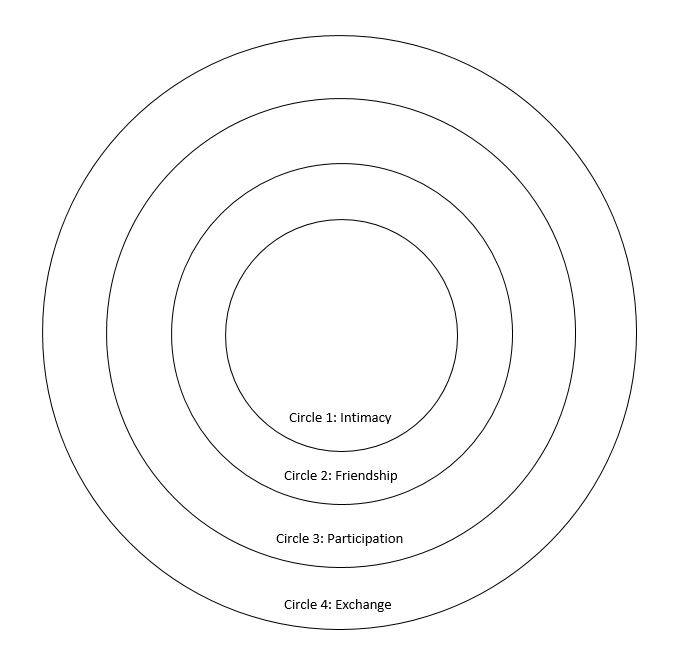 Circle 1: Intimacy
Circle 2: Friendship
Circle 3: Participation
Circle 4: Exchange